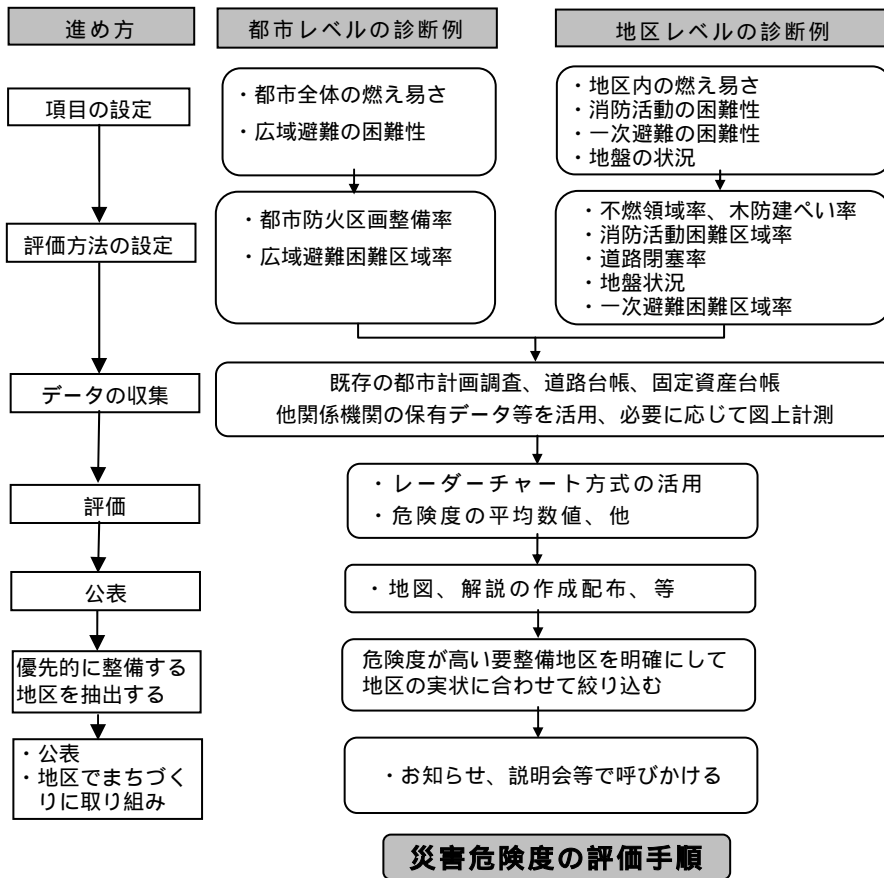 進め方
都市レベルの診断例
地区レベルの診断例
項目の設定
・都市全体の燃え易さ
・広域避難の困難性
・地区内の燃え易さ
・消防活動の困難性
・一次避難の困難性
・地盤の状況
評価方法の設定
・都市防火区画整備率
・広域避難困難区域率
・不燃領域率、木防建ぺい率
・消防活動困難区域率
・道路閉塞率
・地盤状況
・一次避難困難区域率
データの収集
既存の都市計画調査、道路台帳、固定資産台帳
他関係機関の保有データ等を活用、必要に応じて図上計測
評価
・レーダーチャート方式の活用
・危険度の平均数値、他
公表
・地図、解説の作成配布、等
優先的に整備する
地区を抽出する
危険度が高い要整備地区を明確にして
地区の実状に合わせて絞り込む
・公表
・地区でまちづく
りに取り組み
・お知らせ、説明会等で呼びかける
災害危険度の評価手順